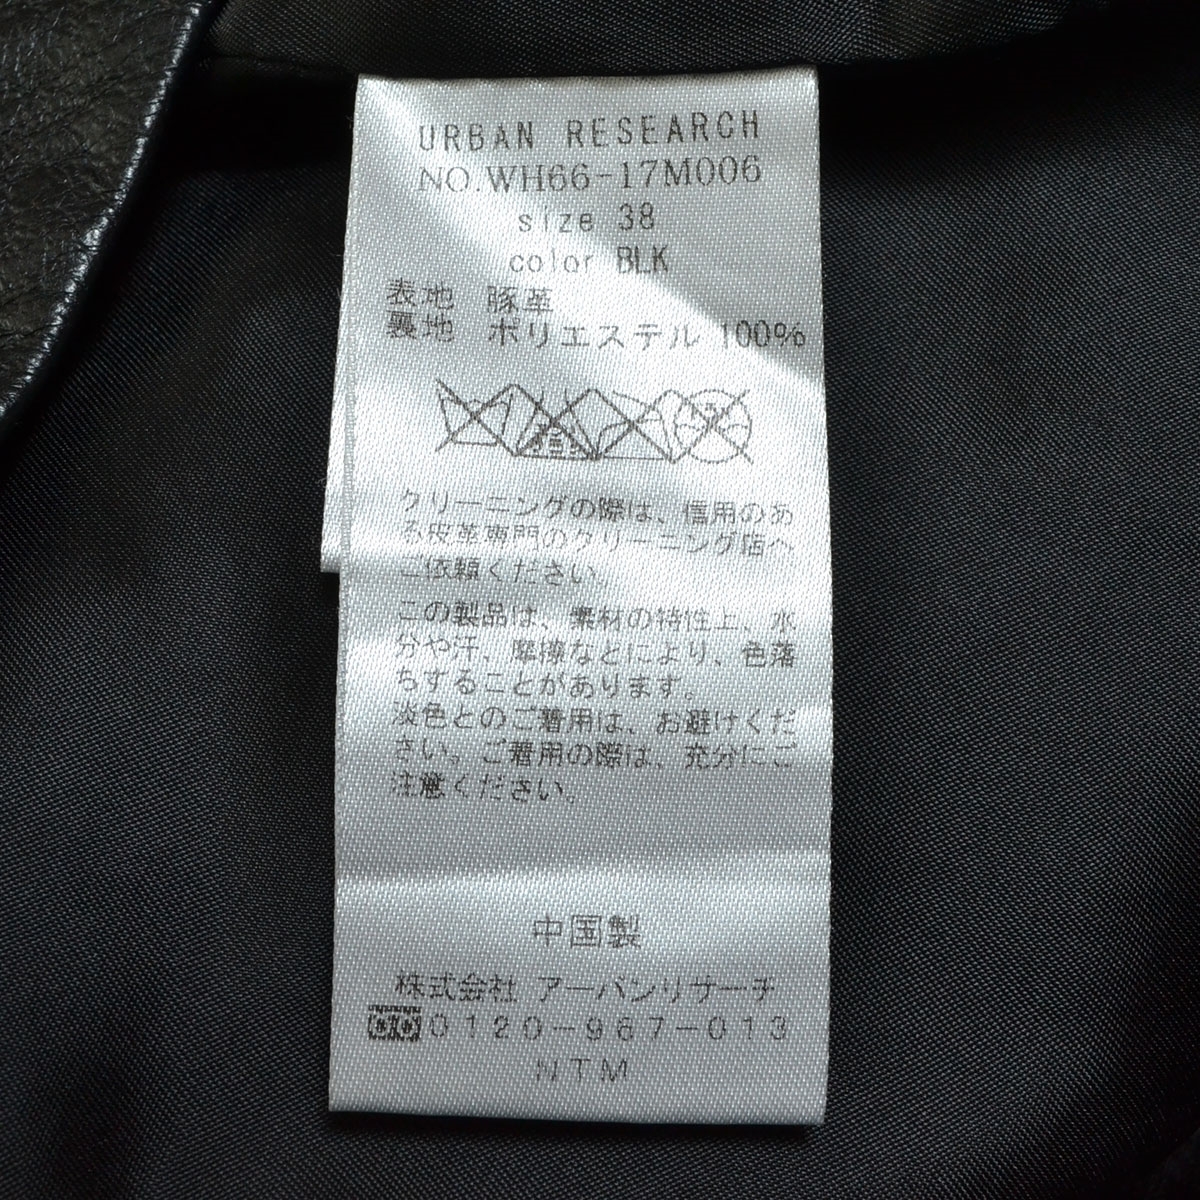 URBAN RESEARCH
NO.WH66-17M006
size 38
color BLK
表地 豚革
裏地 ポリエステル 100%
クリーニングの際は、信用のあ
る皮革専門のクリーニング店へ
ご依頼ください。
この製品は、素材の特性上、水
分や汗、摩擦などにより、色落
ちすることがあります。
淡色とのご着用は、お避けくだ
さい。ご着用の際は、充分にご
注意ください。
中国製
株式会社 アーバンリサーチ
0120-967-013
NTM